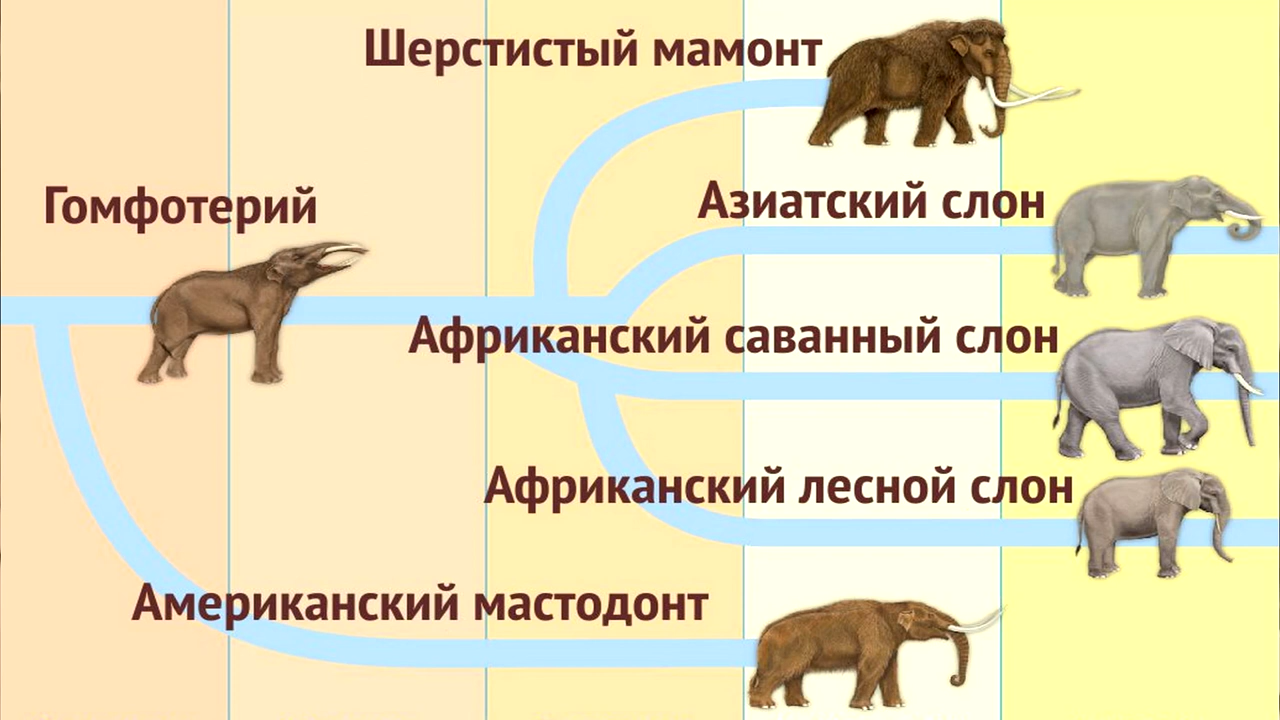 Шерстистый мамонт
Азиатский слон
Гомфотерий
Африканский саванный слон
Африканский лесной слон
Американский мастодонт